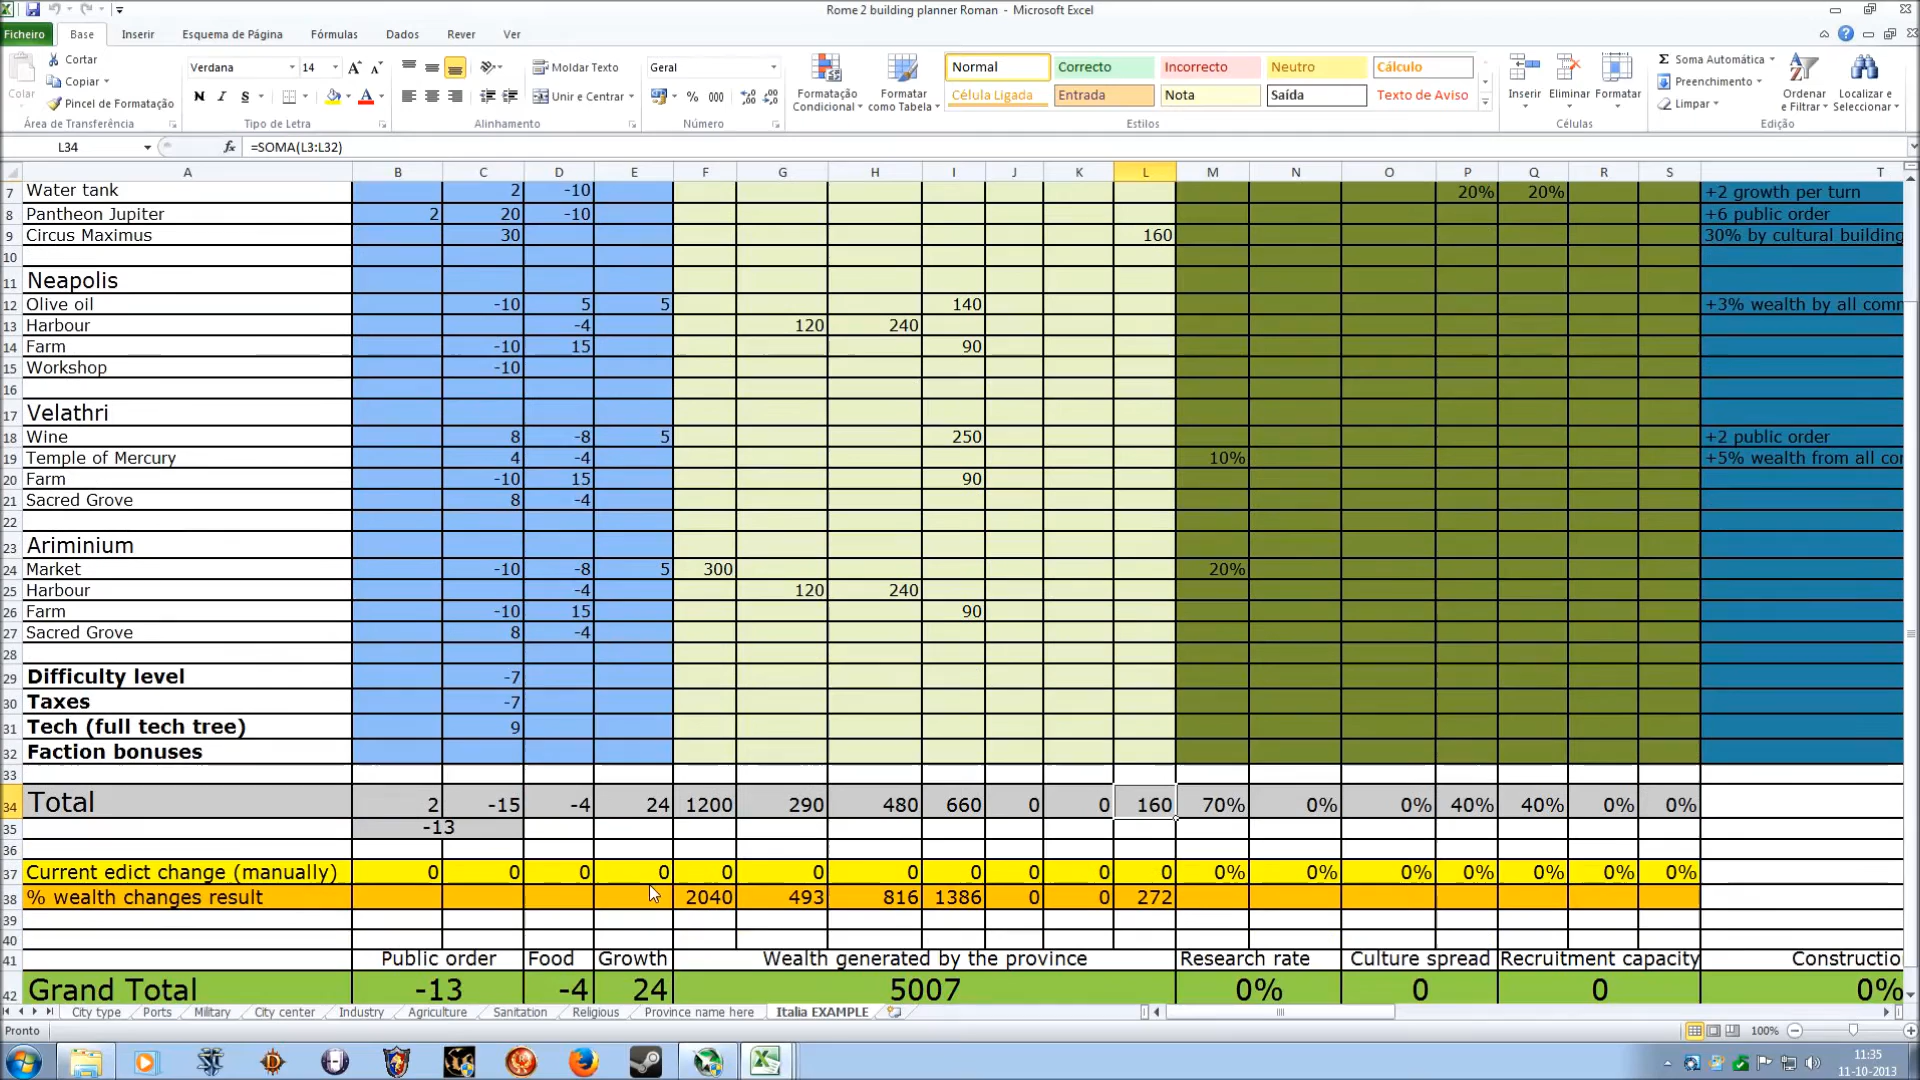 Rome 2 building planner Roman - Microsoft Excel
Ficheiro Base Inserir Esquema de Página Fórmulas Dados Rever Ver
Colar Cortar Copiar Pincel de Formatação
Verdana 14 N I S
Moldar Texto Unir e Centrar
Geral % 000
Formatação Condicional Formatar como Tabela
Normal Correcto Incorrecto Neutro Cálculo
Célula Ligada Entrada Nota Saída Texto de Aviso
Inserir Eliminar Formatar
Soma Automática Preenchimento Limpar
Ordenar e Filtrar Localizar e Seleccionar
Área de Transferência Tipo de Letra Alinhamento Número Estilos Células Edição
L34 fx =SOMA(L3:L32)
A B C D E F G H I J K L M N O P Q R S T
7 Water tank 2 -10 20% 20% +2 growth per turn
8 Pantheon Jupiter 2 20 -10 +6 public order
9 Circus Maximus 30 160 30% by cultural building
10
11 Neapolis
12 Olive oil -10 5 5 140 +3% wealth by all comm
13 Harbour -4 120 240
14 Farm -10 15 90
15 Workshop -10
16
17 Velathri
18 Wine 8 -8 5 250 +2 public order
19 Temple of Mercury 4 -4 10% +5% wealth from all cor
20 Farm -10 15 90
21 Sacred Grove 8 -4
22
23 Ariminium
24 Market -10 -8 5 300 20%
25 Harbour -4 120 240
26 Farm -10 15 90
27 Sacred Grove 8 -4
28
29 Difficulty level -7
30 Taxes -7
31 Tech (full tech tree) 9
32 Faction bonuses
33
34 Total 2 -15 -4 24 1200 290 480 660 0 0 160 70% 0% 0% 40% 40% 0% 0%
35 -13
36
37 Current edict change (manually) 0 0 0 0 0 0 0 0 0 0 0 0% 0% 0% 0% 0% 0% 0%
38 % wealth changes result 2040 493 816 1386 0 0 272
39
40
41 Public order Food Growth Wealth generated by the province Research rate Culture spread Recruitment capacity Constructio
42 Grand Total -13 -4 24 5007 0% 0 0 0%
City type Ports Military City center Industry Agriculture Sanitation Religious Province name here Italia EXAMPLE
Pronto 100%
11:35
11-10-2013